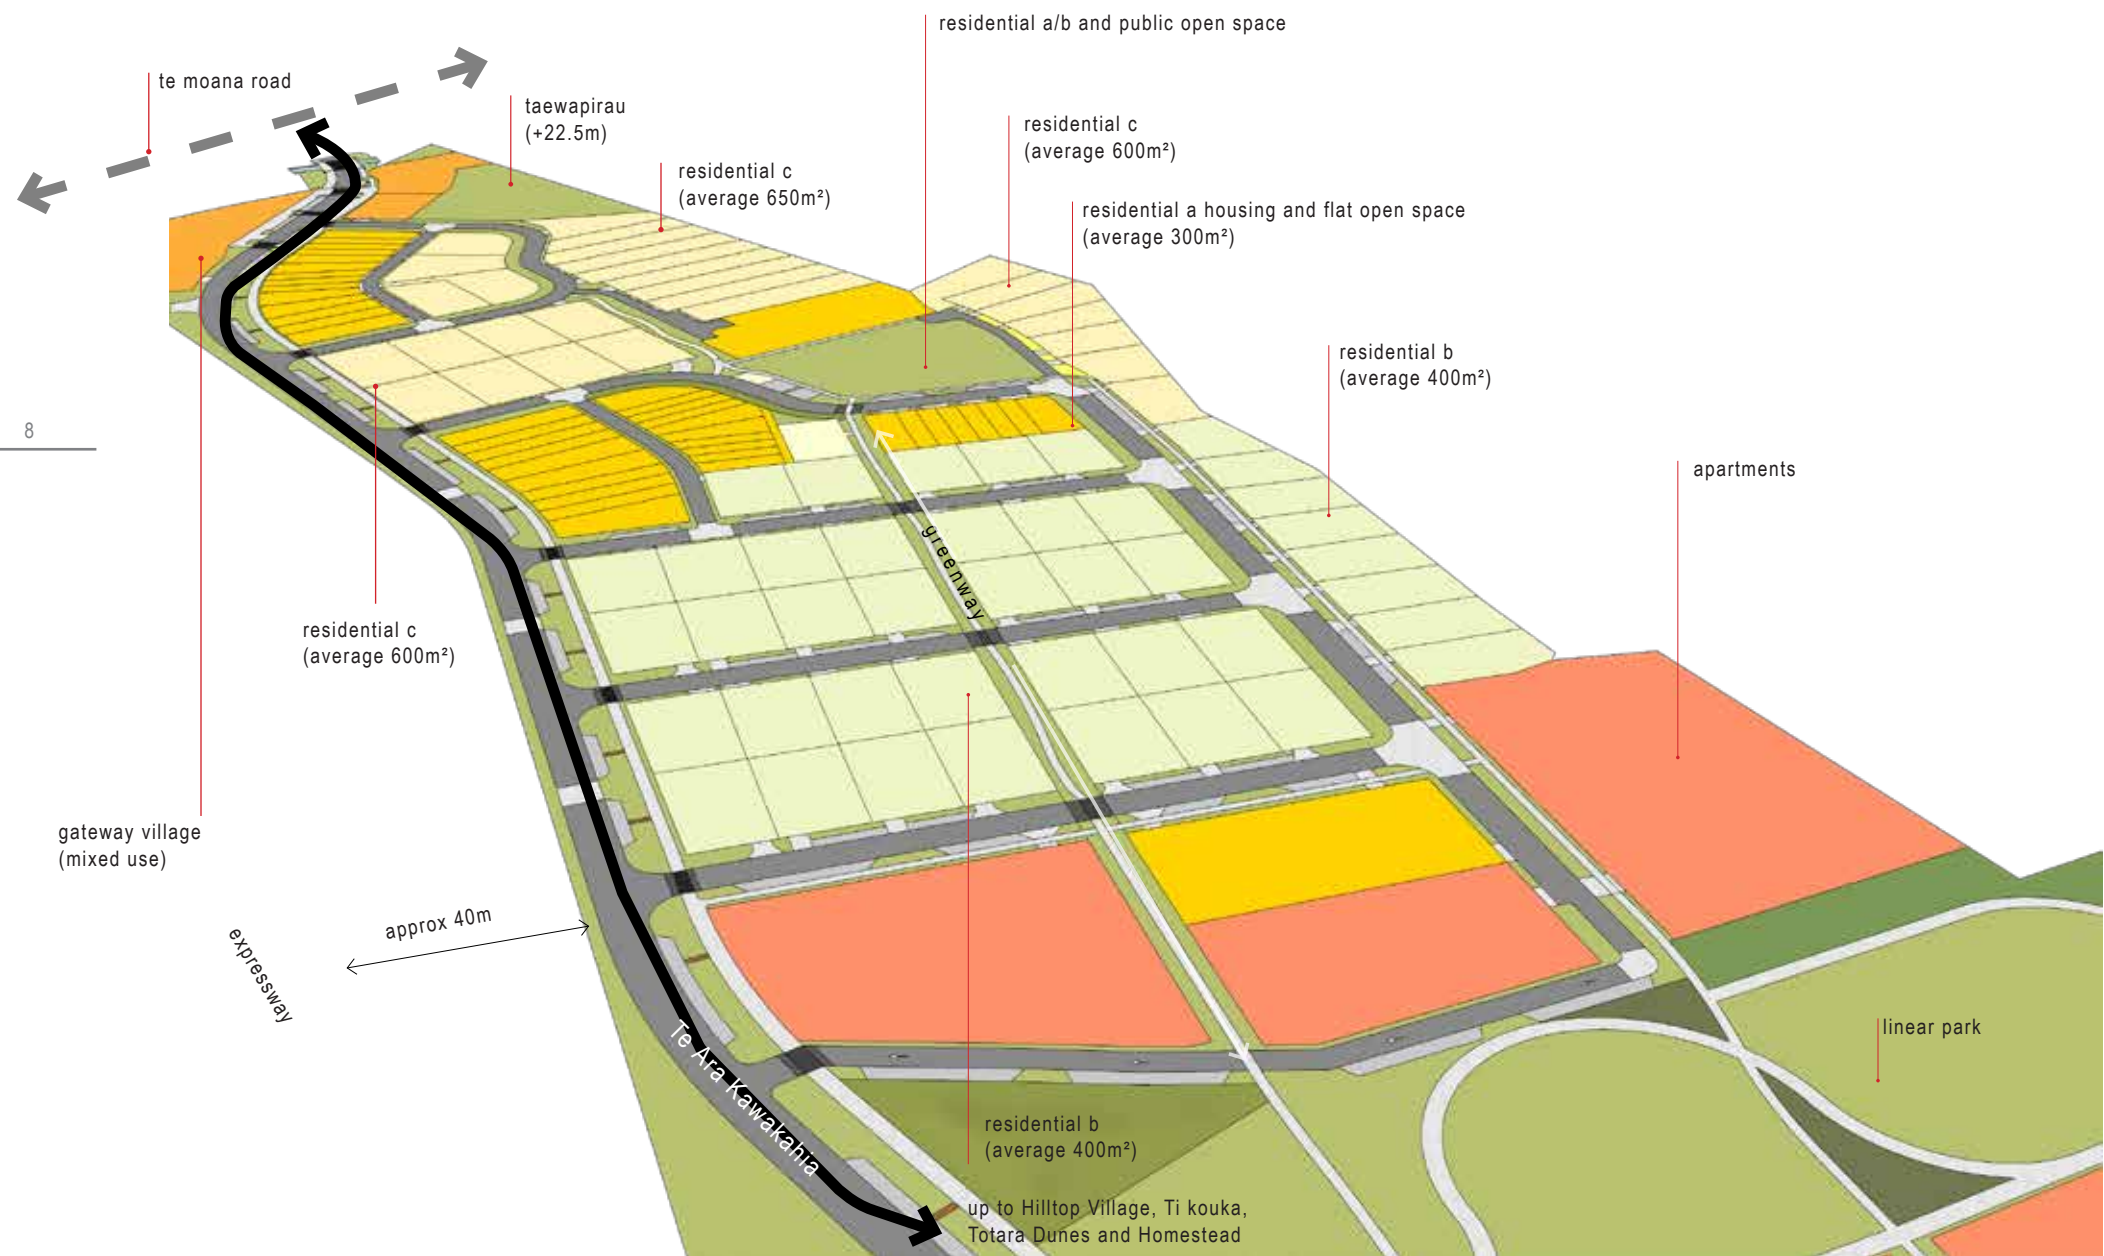 residential a/b and public open space
te moana road
taewapirau
(+22.5m)
residential c
(average 600m²)
residential c
(average 650m²)
residential a housing and flat open space
(average 300m²)
residential b
(average 400m²)
8
apartments
greenway
residential c
(average 600m²)
gateway village
(mixed use)
approx 40m
expressway
linear park
Te Ara Kawakahia
residential b
(average 400m²)
up to Hilltop Village, Ti kouka,
Totara Dunes and Homestead